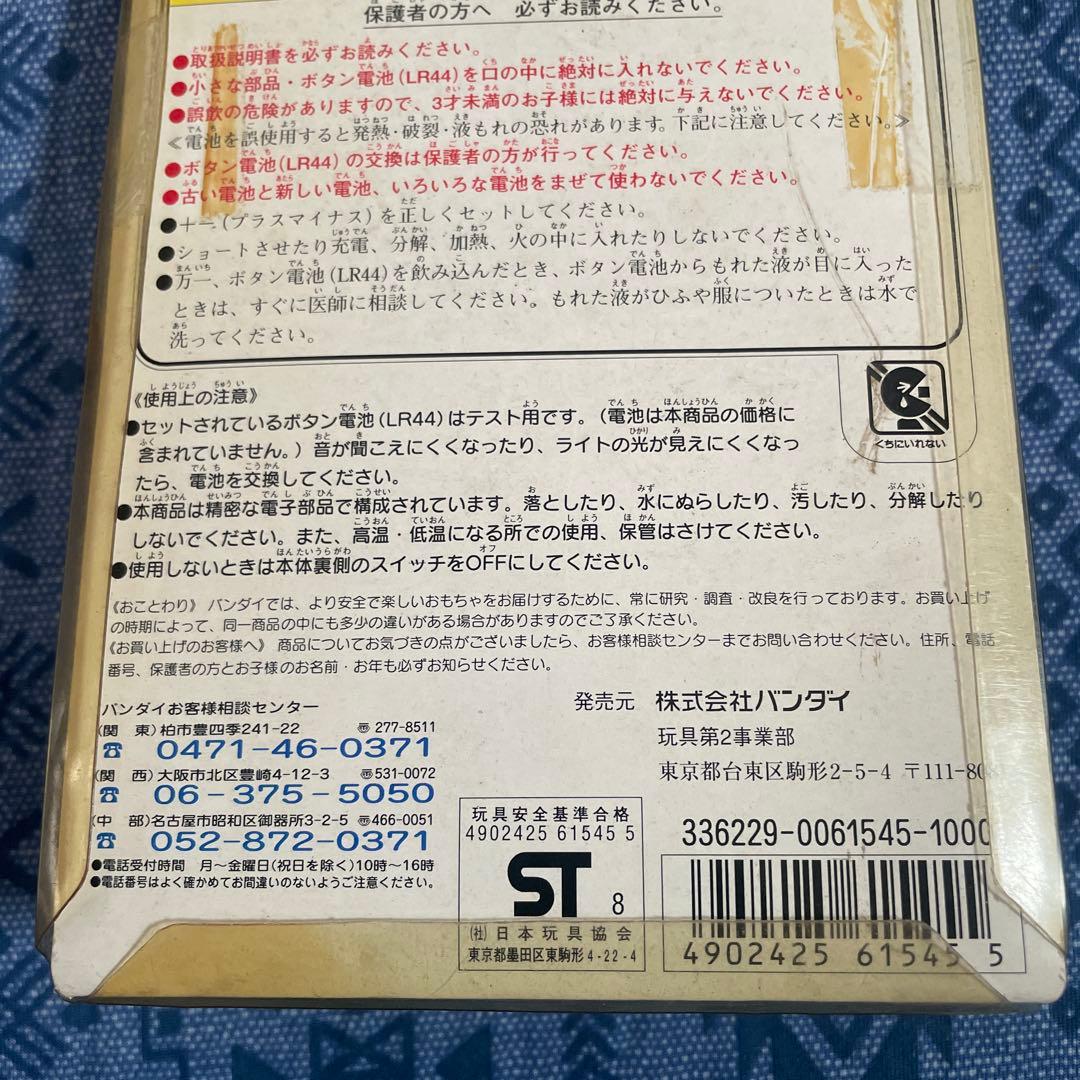 保護者の方へ 必ずお読みください。
●取扱説明書を必ずお読みください。
●小さな部品・ボタン電池(LR44)を口の中に絶対に入れないでください。
●誤飲の危険がありますので、3才未満のお子様には絶対に与えないでください。
≪電池を誤使用すると発熱・破裂・液もれの恐れがあります。下記に注意してください。≫
●ボタン電池(LR44)の交換は保護者の方が行ってください。
●古い電池と新しい電池、いろいろな電池をまぜて使わないでください。
●+−(プラスマイナス)を正しくセットしてください。
●ショートさせたり充電、分解、加熱、火の中に入れたりしないでください。
●万一、ボタン電池(LR44)を飲み込んだとき、ボタン電池からもれた液が目に入った
ときは、すぐに医師に相談してください。もれた液がひふや服についたときは水で
洗ってください。
《使用上の注意》
●セットされているボタン電池(LR44)はテスト用です。(電池は本商品の価格に
含まれていません。)音が聞こえにくくなったり、ライトの光が見えにくくなっ
たら、電池を交換してください。
●本商品は精密な電子部品で構成されています。落としたり、水にぬらしたり、汚したり、分解したり
しないでください。また、高温・低温になる所での使用、保管はさけてください。
●使用しないときは本体裏側のスイッチをOFFにしてください。
くちにいれない
《おことわり》バンダイでは、より安全で楽しいおもちゃをお届けするために、常に研究・調査・改良を行っております。お買い上げ
の時期によって、同一商品の中にも多少の違いがある場合がありますのでご了承ください。
《お買い上げのお客様へ》商品についてお気づきの点がございましたら、お客様相談センターまでお問い合わせください。住所、電話
番号、保護者の方とお子様のお名前・お年も必ずお知らせください。
バンダイお客様相談センター
(関 東)柏市豊四季241-22 〠277-8511
☎ 0471-46-0371
(関 西)大阪市北区豊崎4-12-3 〠531-0072
☎ 06-375-5050
(中 部)名古屋市昭和区御器所3-2-5 〠466-0051
☎ 052-872-0371
●電話受付時間 月〜金曜日(祝日を除く)10時〜16時
●電話番号はよく確かめてお間違いのないようご注意ください。
発売元 株式会社バンダイ
玩具第2事業部
東京都台東区駒形2-5-4 〒111-80
玩具安全基準合格
4902425 61545 5
ST 8
(社)日本玩具協会
東京都墨田区東駒形4-22-4
336229-0061545-1000
4902425 61545 5